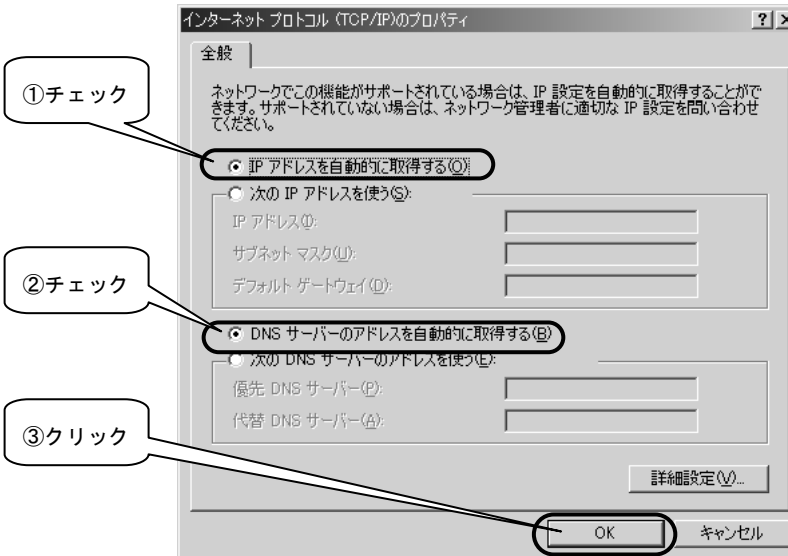 インターネット プロトコル (TCP/IP)のプロパティ
全般
①チェック
ネットワークでこの機能がサポートされている場合は、IP 設定を自動的に取得することがで
きます。サポートされていない場合は、ネットワーク管理者に適切な IP 設定を問い合わせ
てください。
IP アドレスを自動的に取得する(O)
次の IP アドレスを使う(S):
IP アドレス(I):
サブネット マスク(U):
デフォルト ゲートウェイ(D):
②チェック
DNS サーバーのアドレスを自動的に取得する(B)
次の DNS サーバーのアドレスを使う(E):
優先 DNS サーバー(P):
代替 DNS サーバー(A):
③クリック
詳細設定(V)...
OK
キャンセル